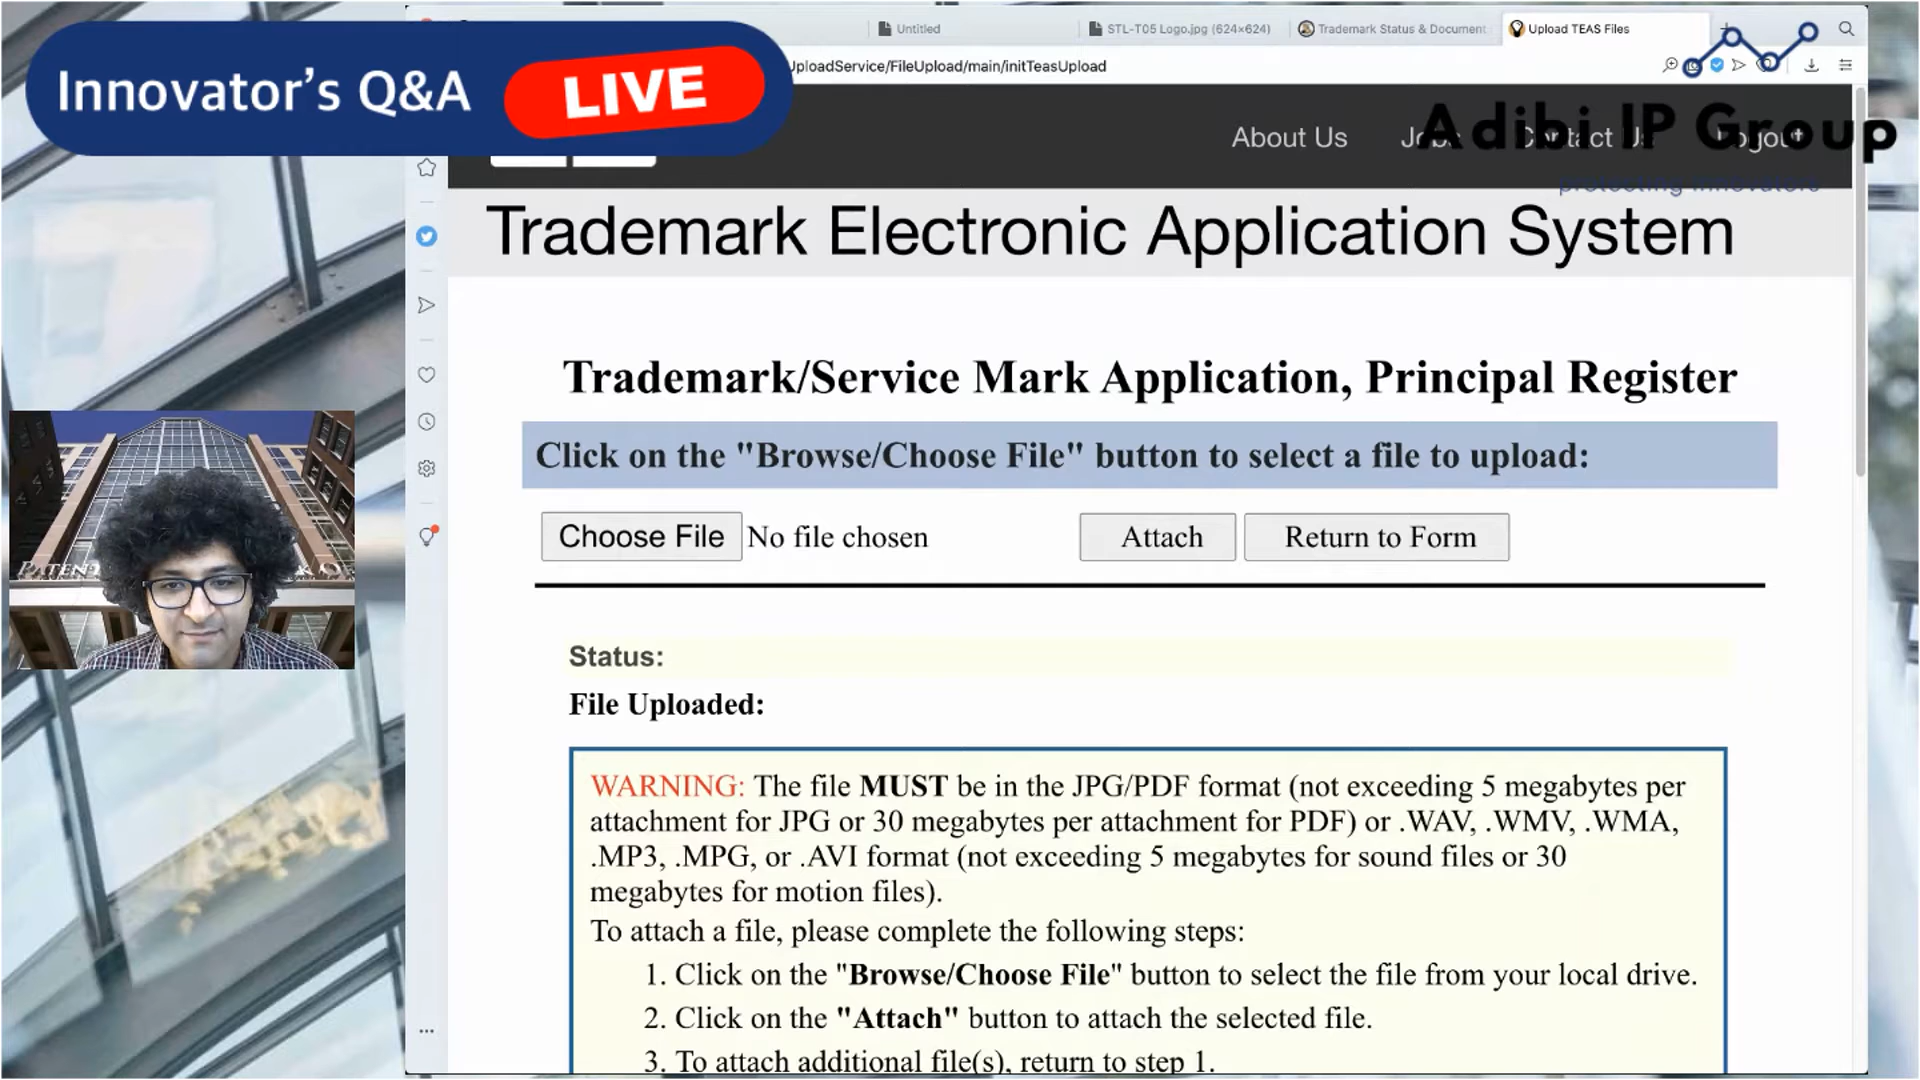 Untitled
STL-T05 Logo.jpg (624×624)
Trademark Status & Document
Upload TEAS Files
Innovator's Q&A
LIVE
UploadService/FileUpload/main/initTeasUpload
About Us
Jobs
Contact Us
Logout
Adibi IP Group
protecting innovators
Trademark Electronic Application System
Trademark/Service Mark Application, Principal Register
Click on the "Browse/Choose File" button to select a file to upload:
Choose File
No file chosen
Attach
Return to Form
Status:
File Uploaded:
WARNING: The file MUST be in the JPG/PDF format (not exceeding 5 megabytes per
attachment for JPG or 30 megabytes per attachment for PDF) or .WAV, .WMV, .WMA,
.MP3, .MPG, or .AVI format (not exceeding 5 megabytes for sound files or 30
megabytes for motion files).
To attach a file, please complete the following steps:
1. Click on the "Browse/Choose File" button to select the file from your local drive.
2. Click on the "Attach" button to attach the selected file.
3. To attach additional file(s), return to step 1.